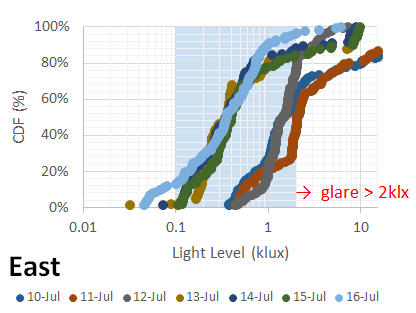 100%
80%
60%
40%
20%
0%
CDF (%)
→ glare > 2klx
0.01 0.1 1 10
Light Level (klux)
East
10-Jul 11-Jul 12-Jul 13-Jul 14-Jul 15-Jul 16-Jul